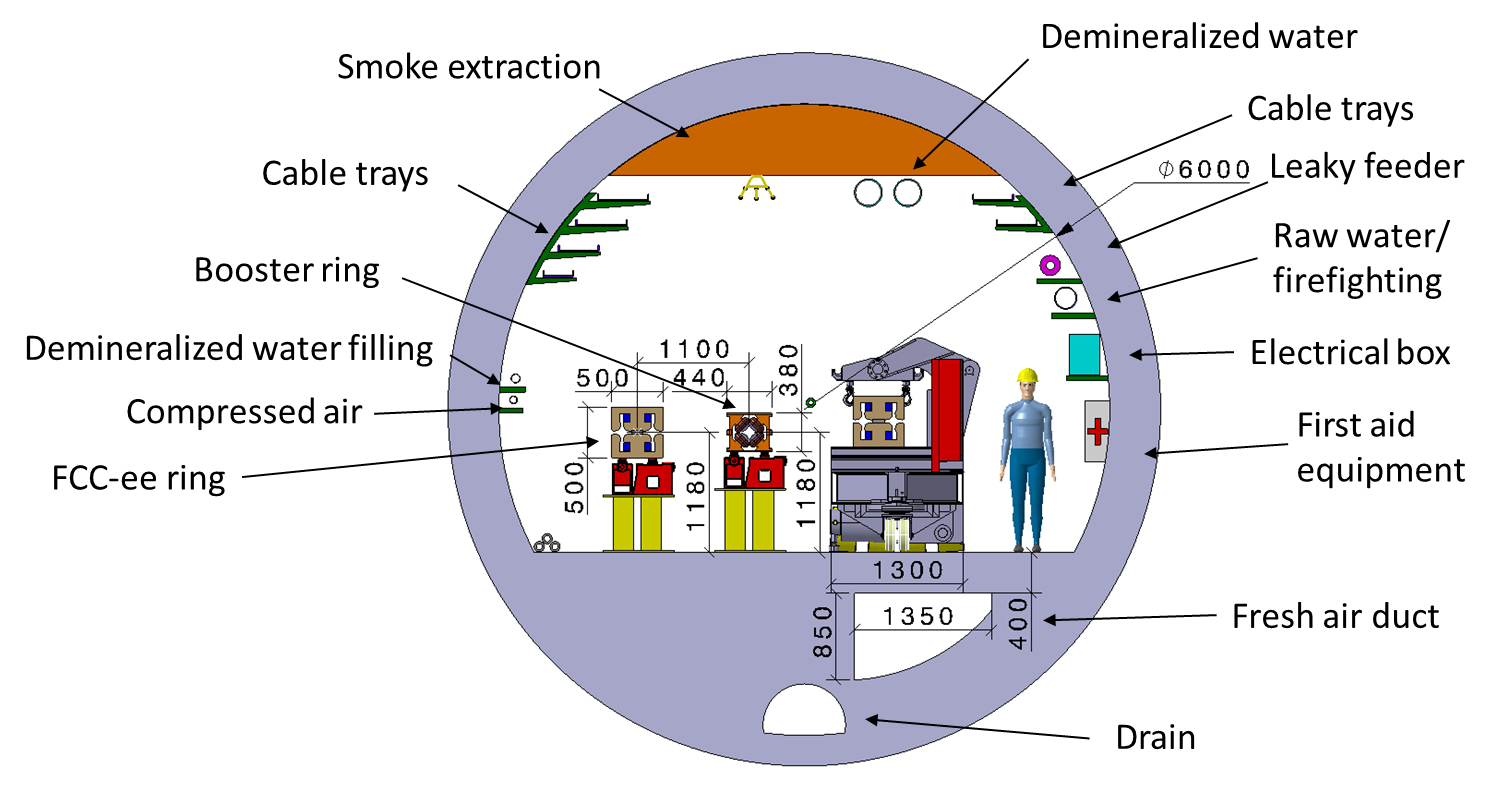 Demineralized water
Smoke extraction
Cable trays
Cable trays
Leaky feeder
⌀6000
Raw water/
firefighting
Booster ring
Demineralized water filling
1100
380
500
440
Electrical box
Compressed air
First aid
equipment
FCC-ee ring
500
1180
1180
1300
1350
850
400
Fresh air duct
Drain